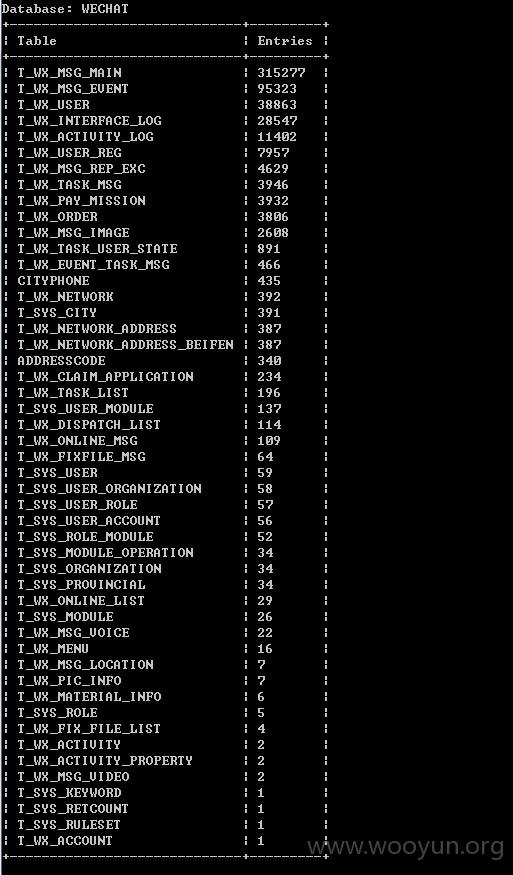 Database: WECHAT
+-----------------------------+---------+
| Table | Entries |
+-----------------------------+---------+
| T_WX_MSG_MAIN | 315277 |
| T_WX_MSG_EVENT | 95323 |
| T_WX_USER | 38863 |
| T_WX_INTERFACE_LOG | 28547 |
| T_WX_ACTIVITY_LOG | 11402 |
| T_WX_USER_REG | 7957 |
| T_WX_MSG_REP_EXC | 4629 |
| T_WX_TASK_MSG | 3946 |
| T_WX_PAY_MISSION | 3932 |
| T_WX_ORDER | 3806 |
| T_WX_MSG_IMAGE | 2608 |
| T_WX_TASK_USER_STATE | 891 |
| T_WX_EVENT_TASK_MSG | 466 |
| CITYPHONE | 435 |
| T_WX_NETWORK | 392 |
| T_SYS_CITY | 391 |
| T_WX_NETWORK_ADDRESS | 387 |
| T_WX_NETWORK_ADDRESS_BEIFEN | 387 |
| ADDRESSCODE | 340 |
| T_WX_CLAIM_APPLICATION | 234 |
| T_WX_TASK_LIST | 196 |
| T_SYS_USER_MODULE | 137 |
| T_WX_DISPATCH_LIST | 114 |
| T_WX_ONLINE_MSG | 109 |
| T_WX_FIXFILE_MSG | 64 |
| T_SYS_USER | 59 |
| T_SYS_USER_ORGANIZATION | 58 |
| T_SYS_USER_ROLE | 57 |
| T_SYS_USER_ACCOUNT | 56 |
| T_SYS_ROLE_MODULE | 52 |
| T_SYS_MODULE_OPERATION | 34 |
| T_SYS_ORGANIZATION | 34 |
| T_SYS_PROVINCIAL | 34 |
| T_WX_ONLINE_LIST | 29 |
| T_SYS_MODULE | 26 |
| T_WX_MSG_VOICE | 22 |
| T_WX_MENU | 16 |
| T_WX_MSG_LOCATION | 7 |
| T_WX_PIC_INFO | 7 |
| T_WX_MATERIAL_INFO | 6 |
| T_SYS_ROLE | 5 |
| T_WX_FIX_FILE_LIST | 4 |
| T_WX_ACTIVITY | 2 |
| T_WX_ACTIVITY_PROPERTY | 2 |
| T_WX_MSG_VIDEO | 2 |
| T_SYS_KEYWORD | 1 |
| T_SYS_RETCOUNT | 1 |
| T_SYS_RULESET | 1 |
| T_WX_ACCOUNT | 1 |
+-----------------------------+---------+
www.wooyun.org